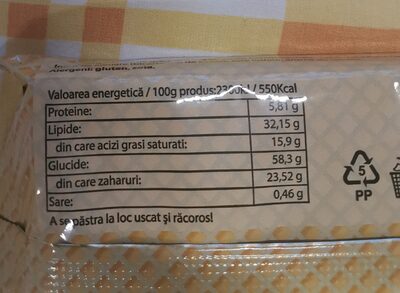 Alergeni: gluten,
Valoarea energetică / 100g produs: / 550Kcal
Proteine: 5,81 g
Lipide: 32,15 g
din care acizi grasi saturati: 15,9 g
Glucide: 58,3 g
din care zaharuri: 23,52 g
Sare: 0,46 g
A se păstra la loc uscat și răcoros!
5
PP